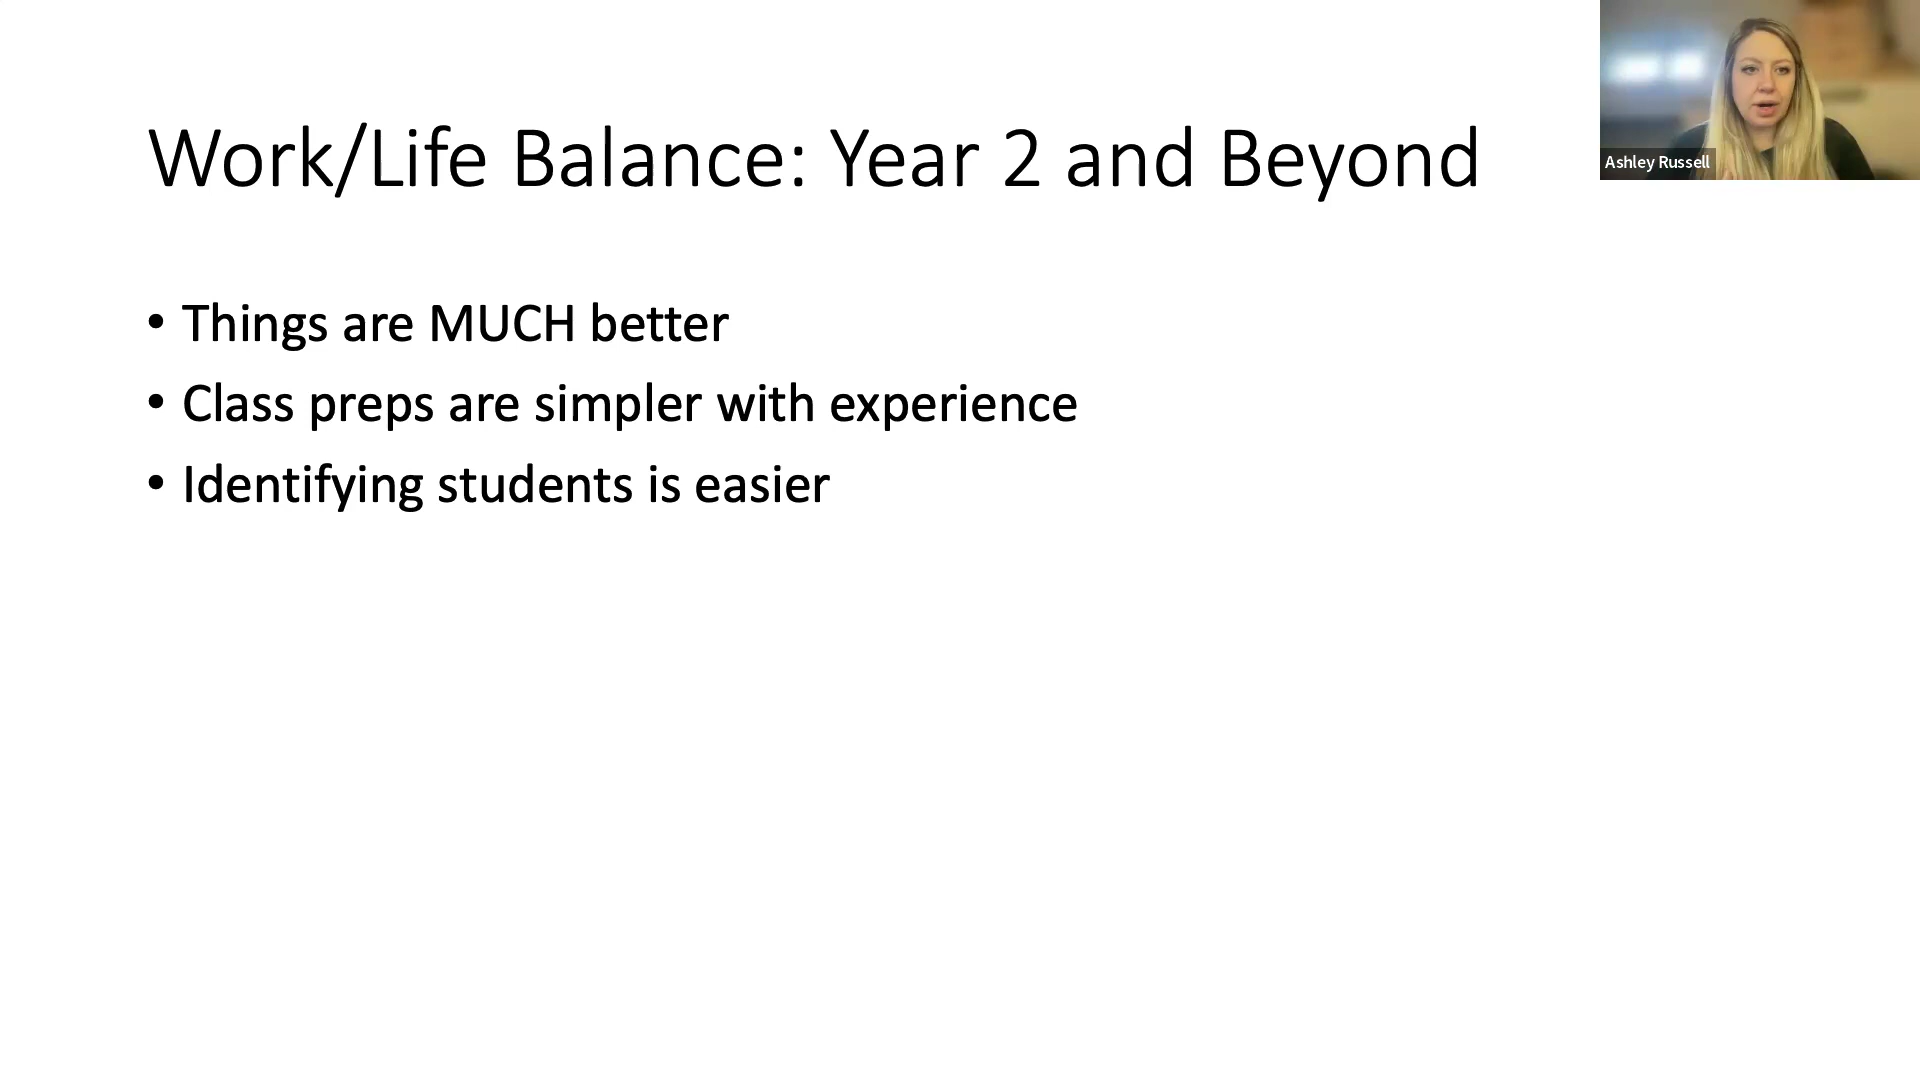 Work/Life Balance: Year 2 and Beyond
Ashley Russell
• Things are MUCH better
• Class preps are simpler with experience
• Identifying students is easier